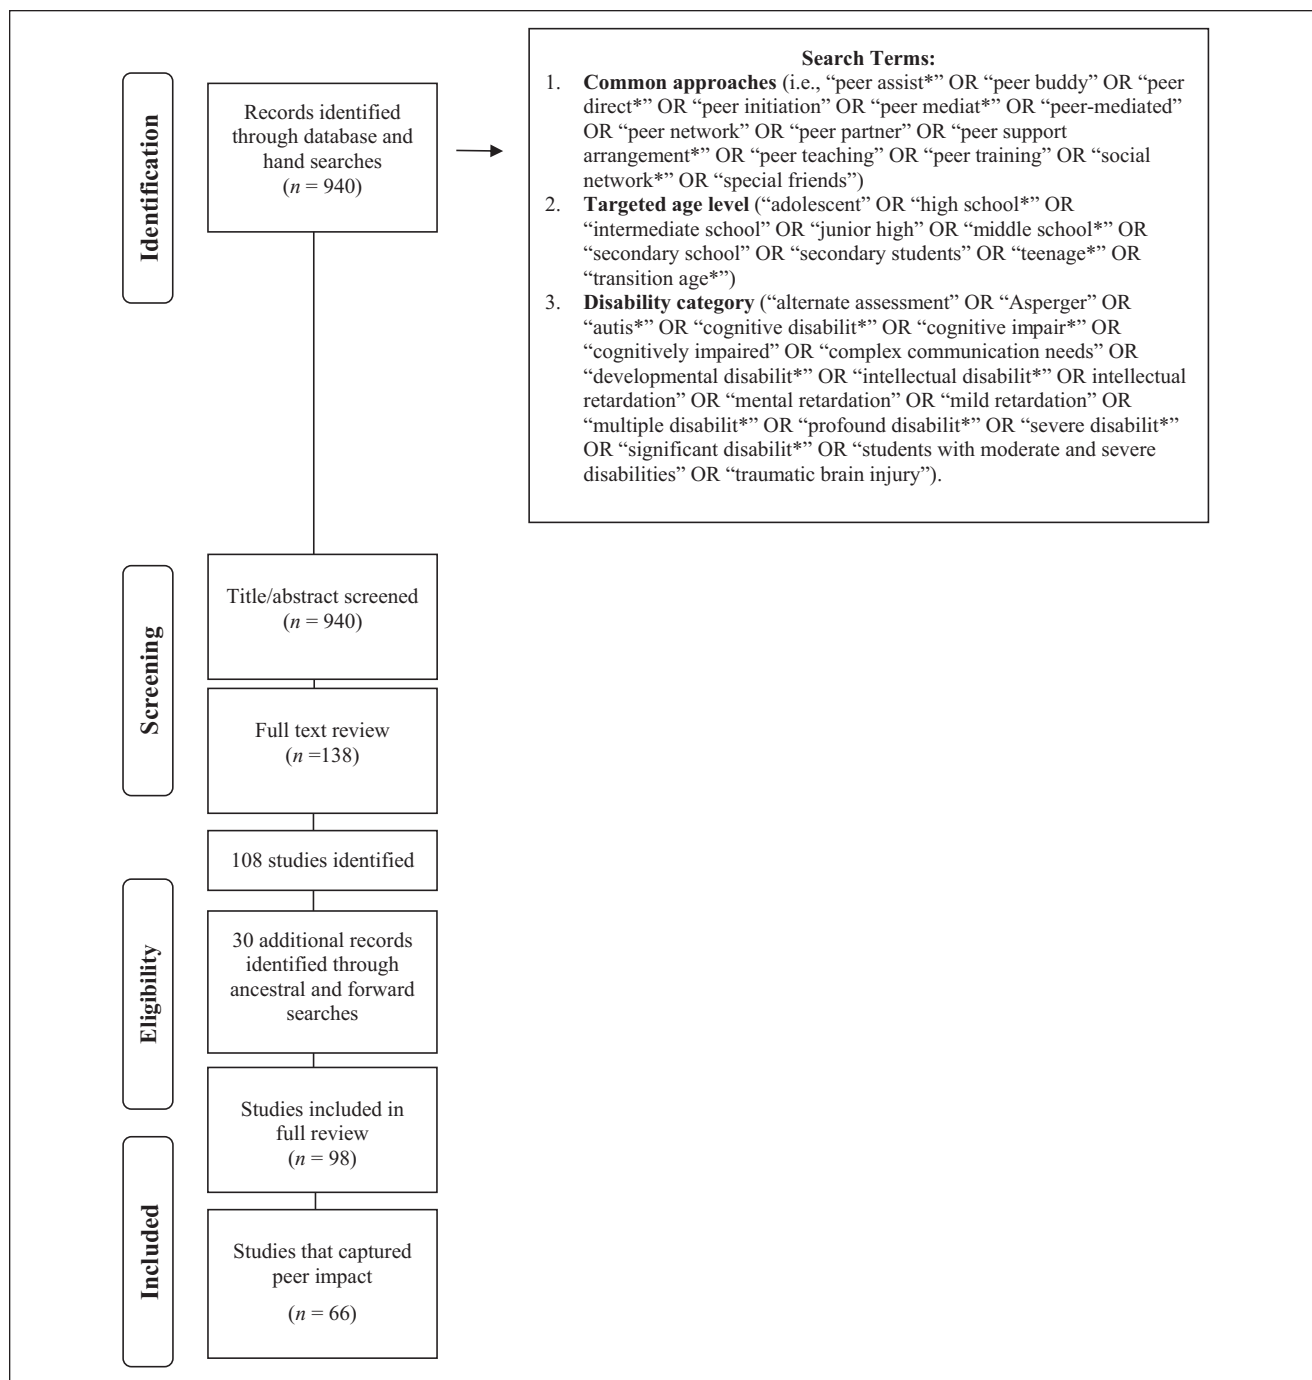 Identification
Records identified
through database and
hand searches
(n = 940)
Search Terms:
1. Common approaches (i.e., “peer assist*” OR “peer buddy” OR “peer
direct*” OR “peer initiation” OR “peer mediat*” OR “peer-mediated”
OR “peer network” OR “peer partner” OR “peer support
arrangement*” OR “peer teaching” OR “peer training” OR “social
network*” OR “special friends”)
2. Targeted age level (“adolescent” OR “high school*” OR
“intermediate school” OR “junior high” OR “middle school*” OR
“secondary school” OR “secondary students” OR “teenage*” OR
“transition age*”)
3. Disability category (“alternate assessment” OR “Asperger” OR
“autis*” OR “cognitive disabilit*” OR “cognitive impair*” OR
“cognitively impaired” OR “complex communication needs” OR
“developmental disabilit*” OR “intellectual disabilit*” OR intellectual
retardation” OR “mental retardation” OR “mild retardation” OR
“multiple disabilit*” OR “profound disabilit*” OR “severe disabilit*”
OR “significant disabilit*” OR “students with moderate and severe
disabilities” OR “traumatic brain injury”).
Screening
Title/abstract screened
(n = 940)
Full text review
(n =138)
108 studies identified
Eligibility
30 additional records
identified through
ancestral and forward
searches
Studies included in
full review
(n = 98)
Included
Studies that captured
peer impact
(n = 66)